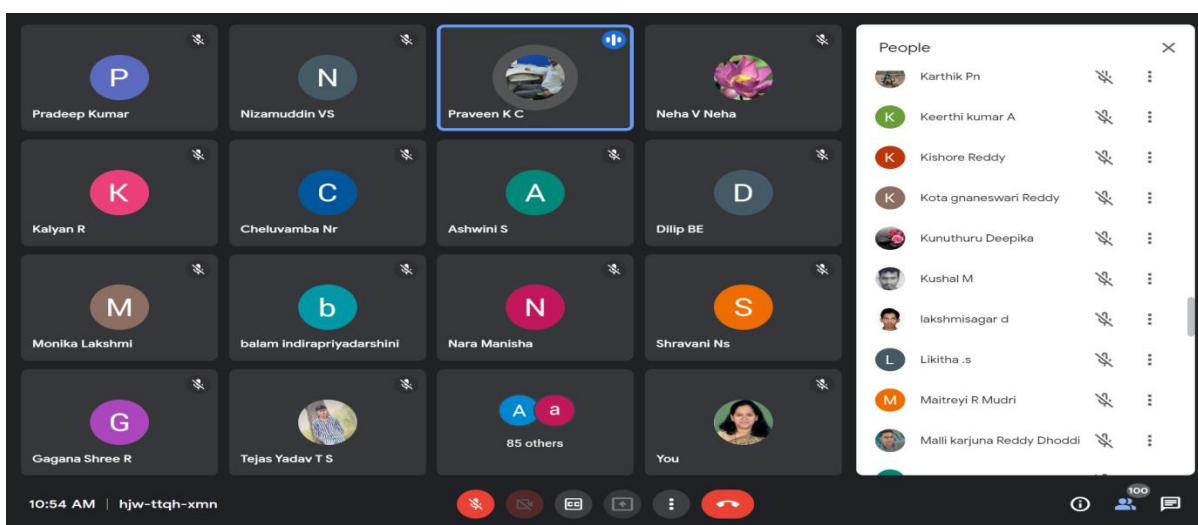 P
Pradeep Kumar
N
Nizamuddin VS
Praveen K C
Neha V Neha
K
Kalyan R
C
Cheluvamba Nr
A
Ashwini S
D
Dilip BE
M
Monika Lakshmi
b
balam indirapriyadarshini
N
Nara Manisha
S
Shravani Ns
G
Gagana Shree R
Tejas Yadav T S
A a
85 others
You
People
Karthik Pn
K Keerthi kumar A
K Kishore Reddy
K Kota gnaneswari Reddy
Kunuthuru Deepika
Kushal M
lakshmisagar d
L Likitha .s
M Maitreyi R Mudri
Malli karjuna Reddy Dhoddi
10:54 AM | hjw-ttqh-xmn
CC
100